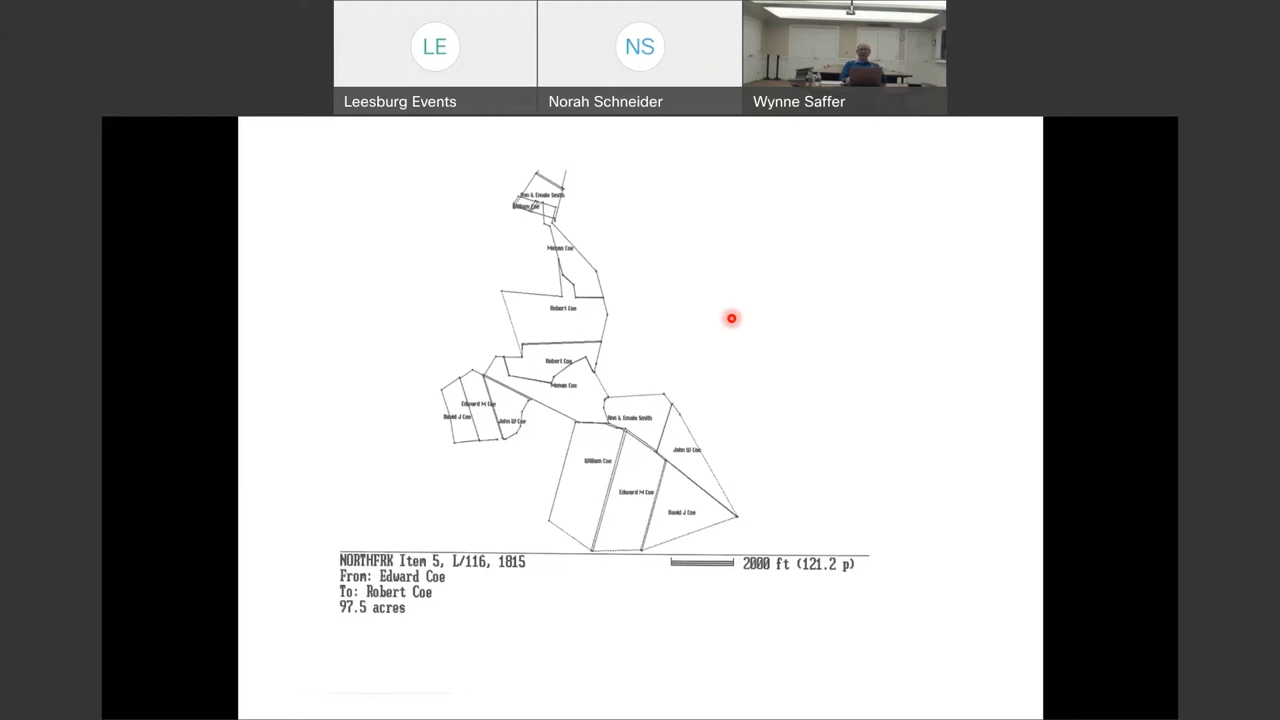 LE
NS
Leesburg Events
Norah Schneider
Wynne Saffer
Ann & Emala Smith
William Coe
Menan Coe
Robert Coe
Robert Coe
Menan Coe
Edward M Coe
David J Coe
John W Coe
Ann & Emala Smith
John W Coe
William Coe
Edward M Coe
David J Coe
NORTHFRK Item 5, L/116, 1815
2000 ft (121.2 p)
From: Edward Coe
To: Robert Coe
97.5 acres